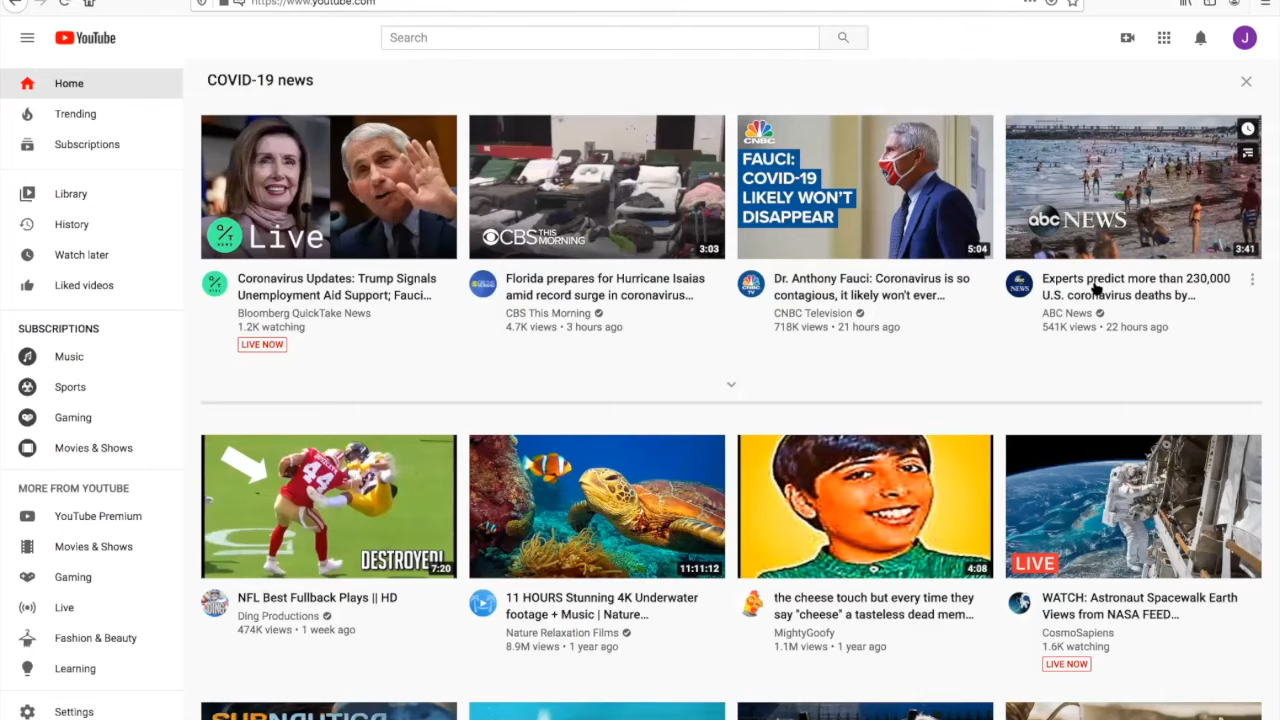 https://www.youtube.com
YouTube
Search
J
Home
Trending
Subscriptions
Library
History
Watch later
Liked videos
SUBSCRIPTIONS
Music
Sports
Gaming
Movies & Shows
MORE FROM YOUTUBE
YouTube Premium
Movies & Shows
Gaming
Live
Fashion & Beauty
Learning
Settings
COVID-19 news
Live
Coronavirus Updates: Trump Signals
Unemployment Aid Support; Fauci...
Bloomberg QuickTake News
1.2K watching
LIVE NOW
CBS THIS MORNING
3:03
Florida prepares for Hurricane Isaias
amid record surge in coronavirus...
CBS This Morning
4.7K views • 3 hours ago
CNBC
FAUCI:
COVID-19
LIKELY WON'T
DISAPPEAR
5:04
Dr. Anthony Fauci: Coronavirus is so
contagious, it likely won't ever...
CNBC Television
718K views • 21 hours ago
abc NEWS
3:41
Experts predict more than 230,000
U.S. coronavirus deaths by...
ABC News
541K views • 22 hours ago
44
DESTROYED!
7:20
NFL Best Fullback Plays || HD
Ding Productions
474K views • 1 week ago
11:11:12
11 HOURS Stunning 4K Underwater
footage + Music | Nature...
Nature Relaxation Films
8.9M views • 1 year ago
4:08
the cheese touch but every time they
say "cheese" a tasteless dead mem...
MightyGoofy
1.1M views • 1 year ago
LIVE
WATCH: Astronaut Spacewalk Earth
Views from NASA FEED...
CosmoSapiens
1.6K watching
LIVE NOW
SUBNAUTICA